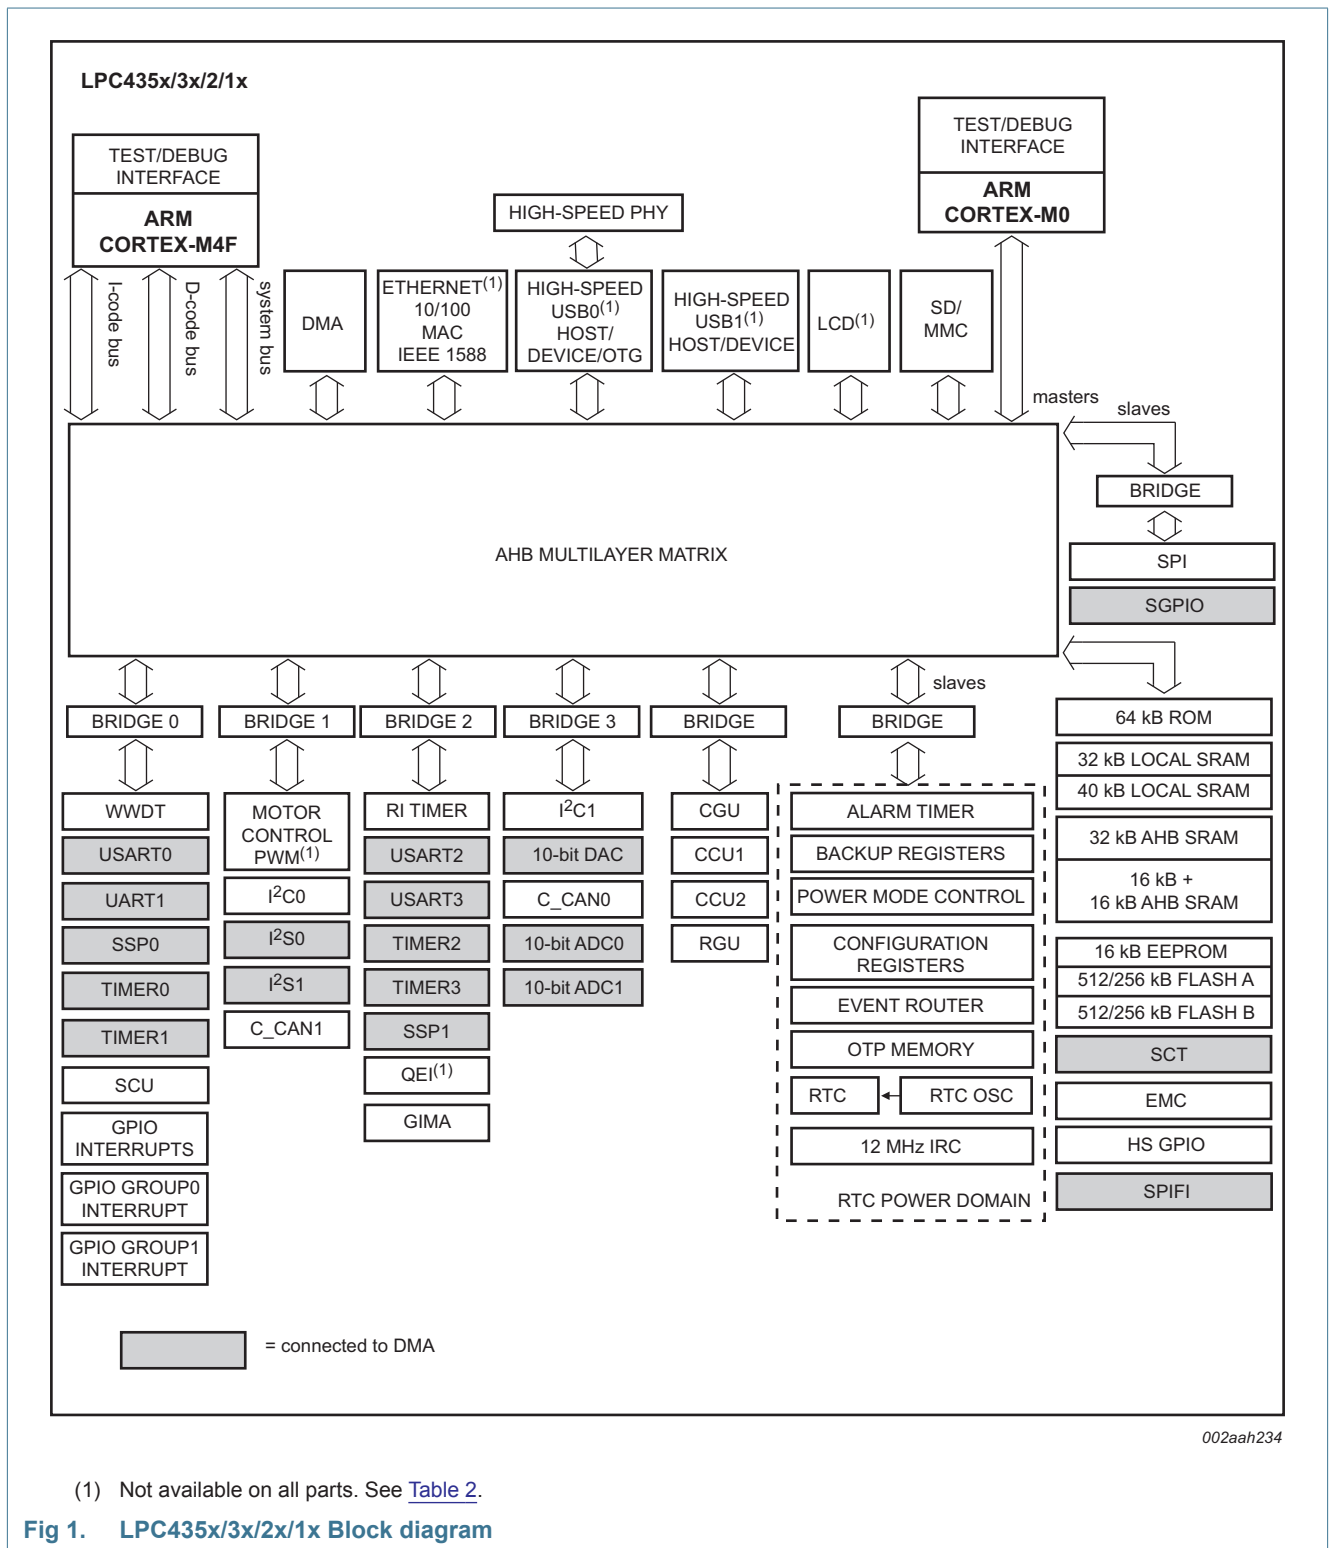 LPC435x/3x/2/1x
TEST/DEBUG
INTERFACE
ARM
CORTEX-M4F
TEST/DEBUG
INTERFACE
ARM
CORTEX-M0
HIGH-SPEED PHY
I-code bus
D-code bus
system bus
DMA
ETHERNET(1)
10/100
MAC
IEEE 1588
HIGH-SPEED
USB0(1)
HOST/
DEVICE/OTG
HIGH-SPEED
USB1(1)
HOST/DEVICE
LCD(1)
SD/
MMC
masters
slaves
BRIDGE
SPI
SGPIO
AHB MULTILAYER MATRIX
slaves
BRIDGE 0
BRIDGE 1
BRIDGE 2
BRIDGE 3
BRIDGE
BRIDGE
WWDT
USART0
UART1
SSP0
TIMER0
TIMER1
SCU
GPIO
INTERRUPTS
GPIO GROUP0
INTERRUPT
GPIO GROUP1
INTERRUPT
MOTOR
CONTROL
PWM(1)
I2C0
I2S0
I2S1
C_CAN1
RI TIMER
USART2
USART3
TIMER2
TIMER3
SSP1
QEI(1)
GIMA
I2C1
10-bit DAC
C_CAN0
10-bit ADC0
10-bit ADC1
CGU
CCU1
CCU2
RGU
ALARM TIMER
BACKUP REGISTERS
POWER MODE CONTROL
CONFIGURATION
REGISTERS
EVENT ROUTER
OTP MEMORY
RTC
RTC OSC
12 MHz IRC
RTC POWER DOMAIN
64 kB ROM
32 kB LOCAL SRAM
40 kB LOCAL SRAM
32 kB AHB SRAM
16 kB +
16 kB AHB SRAM
16 kB EEPROM
512/256 kB FLASH A
512/256 kB FLASH B
SCT
EMC
HS GPIO
SPIFI
= connected to DMA
002aah234
(1) Not available on all parts. See Table 2.
Fig 1. LPC435x/3x/2x/1x Block diagram